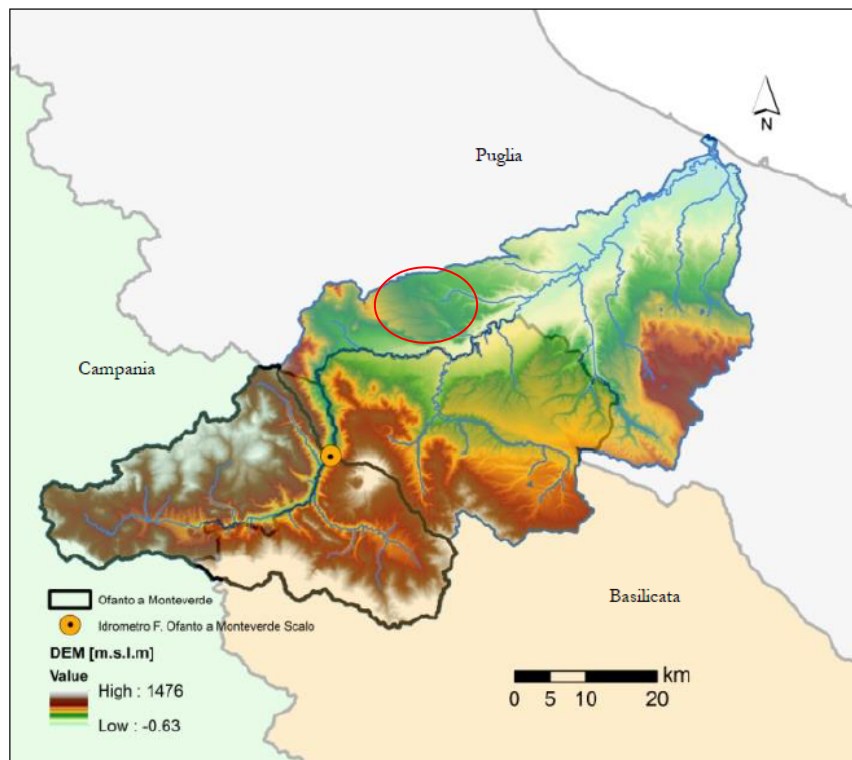 N
Puglia
Campania
Basilicata
Ofanto a Monteverde
Idrometro F. Ofanto a Monteverde Scalo
DEM [m.s.l.m]
Value
High : 1476
Low : -0.63
km
0 5 10 20